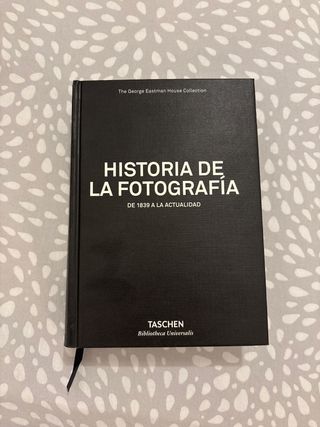 The George Eastman House Collection
HISTORIA DE
LA FOTOGRAFÍA
DE 1839 A LA ACTUALIDAD
TASCHEN
Bibliotheca Universalis